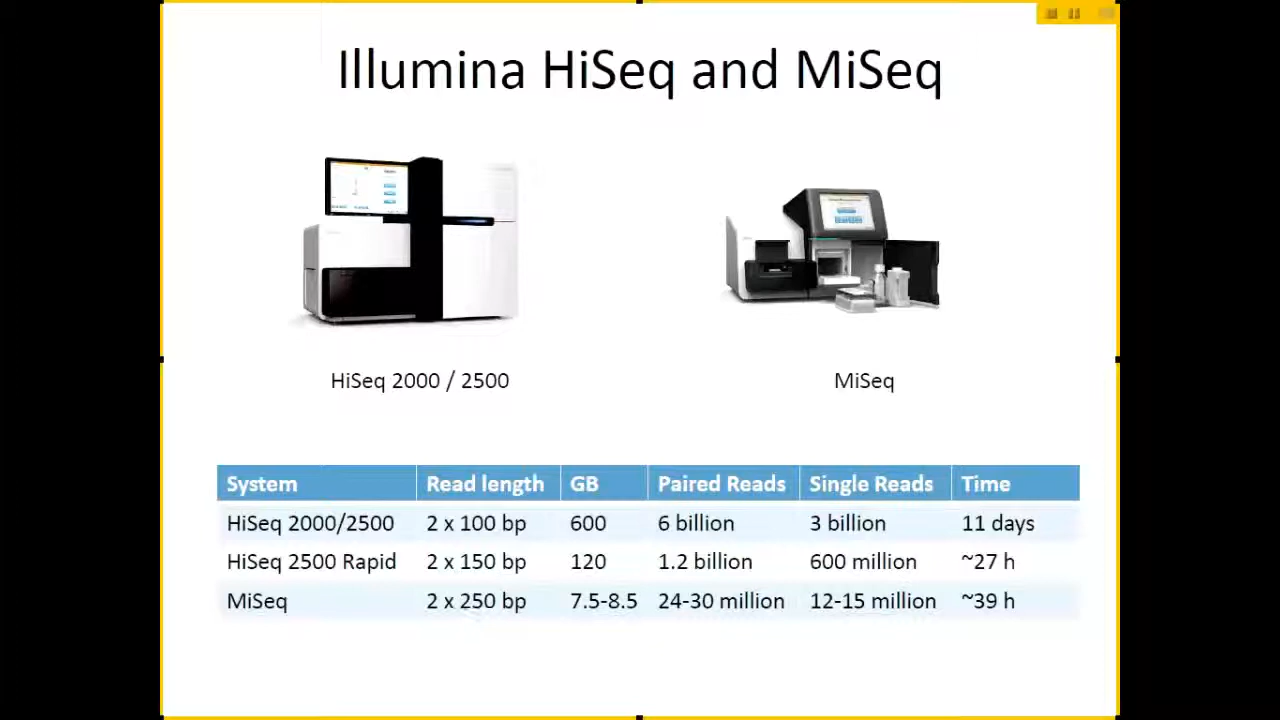 Illumina HiSeq and MiSeq
HiSeq 2000 / 2500
MiSeq
System Read length GB Paired Reads Single Reads Time
HiSeq 2000/2500 2 x 100 bp 600 6 billion 3 billion 11 days
HiSeq 2500 Rapid 2 x 150 bp 120 1.2 billion 600 million ~27 h
MiSeq 2 x 250 bp 7.5-8.5 24-30 million 12-15 million ~39 h